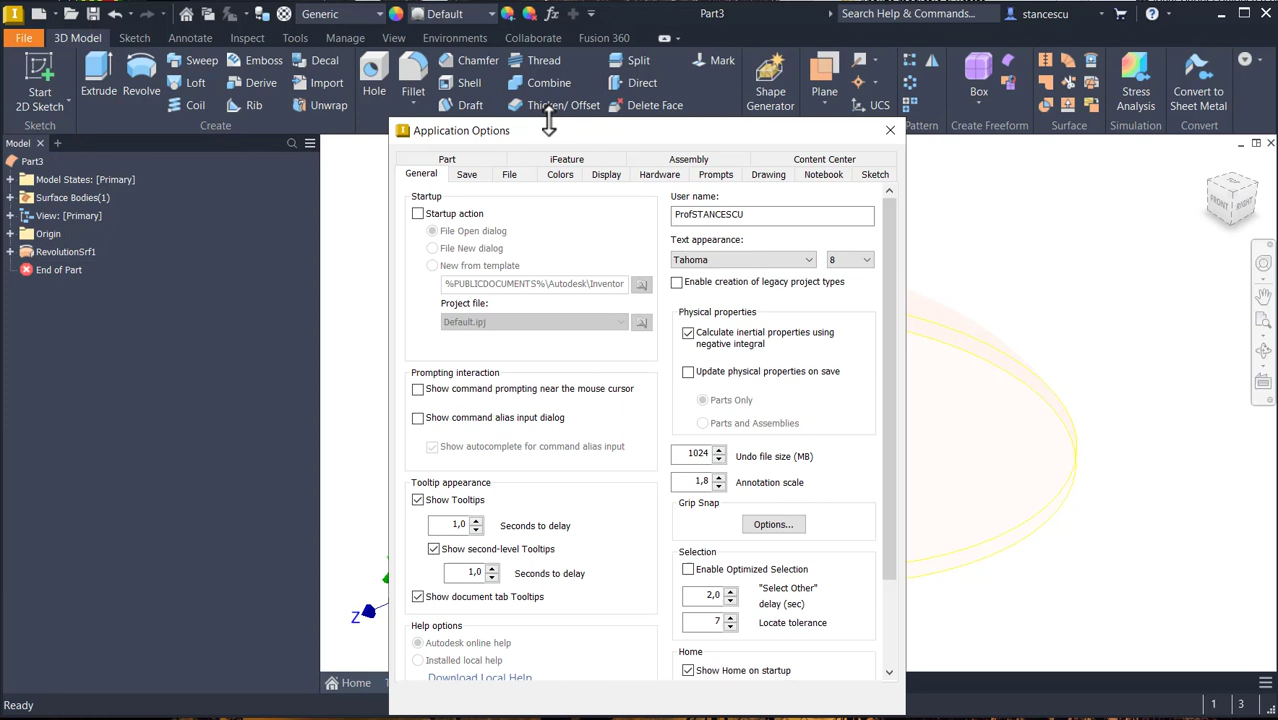 Generic
Default
Part3
Search Help & Commands...
stancescu
File
3D Model
Sketch
Annotate
Inspect
Tools
Manage
View
Environments
Collaborate
Fusion 360
Start
2D Sketch
Extrude
Revolve
Sweep
Loft
Coil
Emboss
Derive
Rib
Decal
Import
Unwrap
Hole
Fillet
Chamfer
Shell
Draft
Thread
Combine
Thicken/ Offset
Split
Direct
Delete Face
Mark
Shape
Generator
Plane
UCS
Box
Stress
Analysis
Convert to
Sheet Metal
Sketch
Create
Pattern
Create Freeform
Surface
Simulation
Convert
Model
Part3
Model States: [Primary]
Surface Bodies(1)
View: [Primary]
Origin
RevolutionSrf1
End of Part
Application Options
Part
iFeature
Assembly
Content Center
General
Save
File
Colors
Display
Hardware
Prompts
Drawing
Notebook
Sketch
Startup
Startup action
File Open dialog
File New dialog
New from template
%PUBLICDOCUMENTS%\Autodesk\Inventor
Project file:
Default.ipj
Prompting interaction
Show command prompting near the mouse cursor
Show command alias input dialog
Show autocomplete for command alias input
Tooltip appearance
Show Tooltips
1,0 Seconds to delay
Show second-level Tooltips
1,0 Seconds to delay
Show document tab Tooltips
Help options
Autodesk online help
Installed local help
Download Local Help
User name:
ProfSTANCESCU
Text appearance:
Tahoma
8
Enable creation of legacy project types
Physical properties
Calculate inertial properties using
negative integral
Update physical properties on save
Parts Only
Parts and Assemblies
1024 Undo file size (MB)
1,8 Annotation scale
Grip Snap
Options...
Selection
Enable Optimized Selection
2,0 "Select Other"
delay (sec)
7 Locate tolerance
Home
Show Home on startup
TOP
FRONT
RIGHT
Z
Home
Ready
1
3